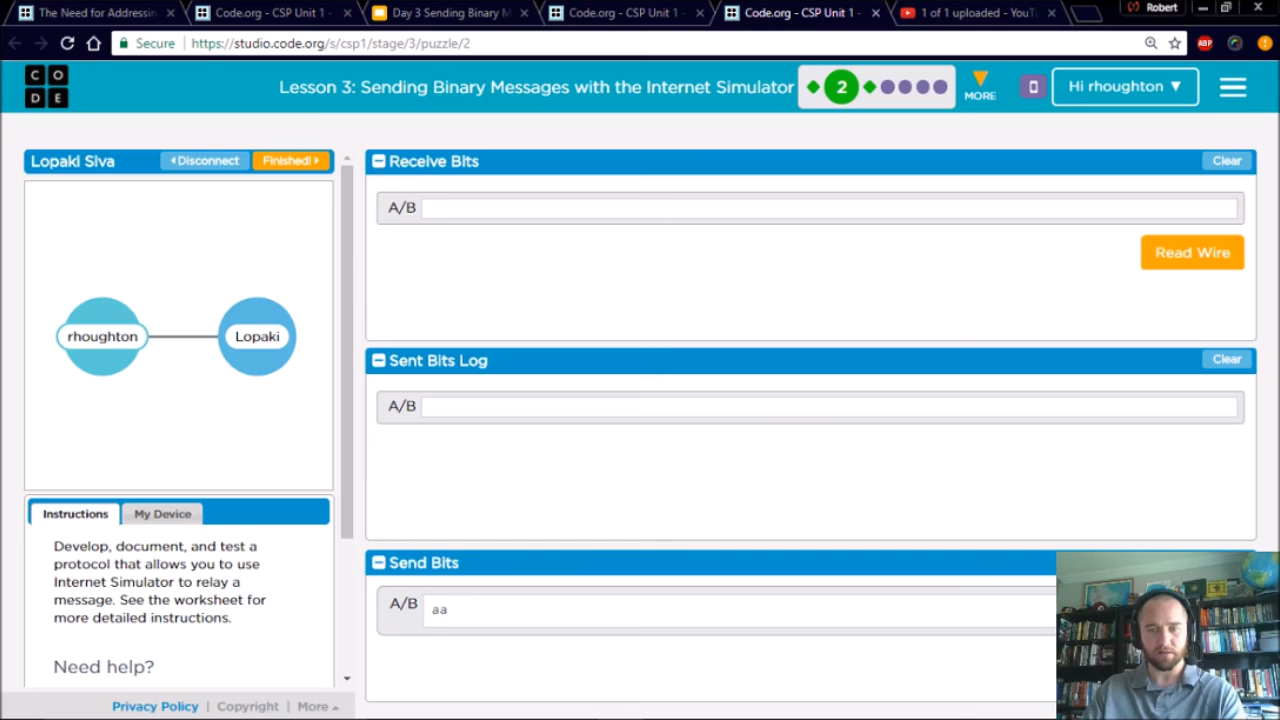 The Need for Addressin
Code.org - CSP Unit 1 -
Day 3 Sending Binary M
Code.org - CSP Unit 1 -
Code.org - CSP Unit 1 -
1 of 1 uploaded - YouTu
Robert
Secure
https://studio.code.org/s/csp1/stage/3/puzzle/2
ABP
C O
D E
Lesson 3: Sending Binary Messages with the Internet Simulator
2
MORE
Hi rhoughton ▼
Lopaki Siva
Disconnect
Finished!
Receive Bits
Clear
A/B
Read Wire
rhoughton
Lopaki
Sent Bits Log
Clear
A/B
Instructions
My Device
Develop, document, and test a
protocol that allows you to use
Internet Simulator to relay a
message. See the worksheet for
more detailed instructions.
Need help?
Send Bits
A/B
aa
Privacy Policy | Copyright | More